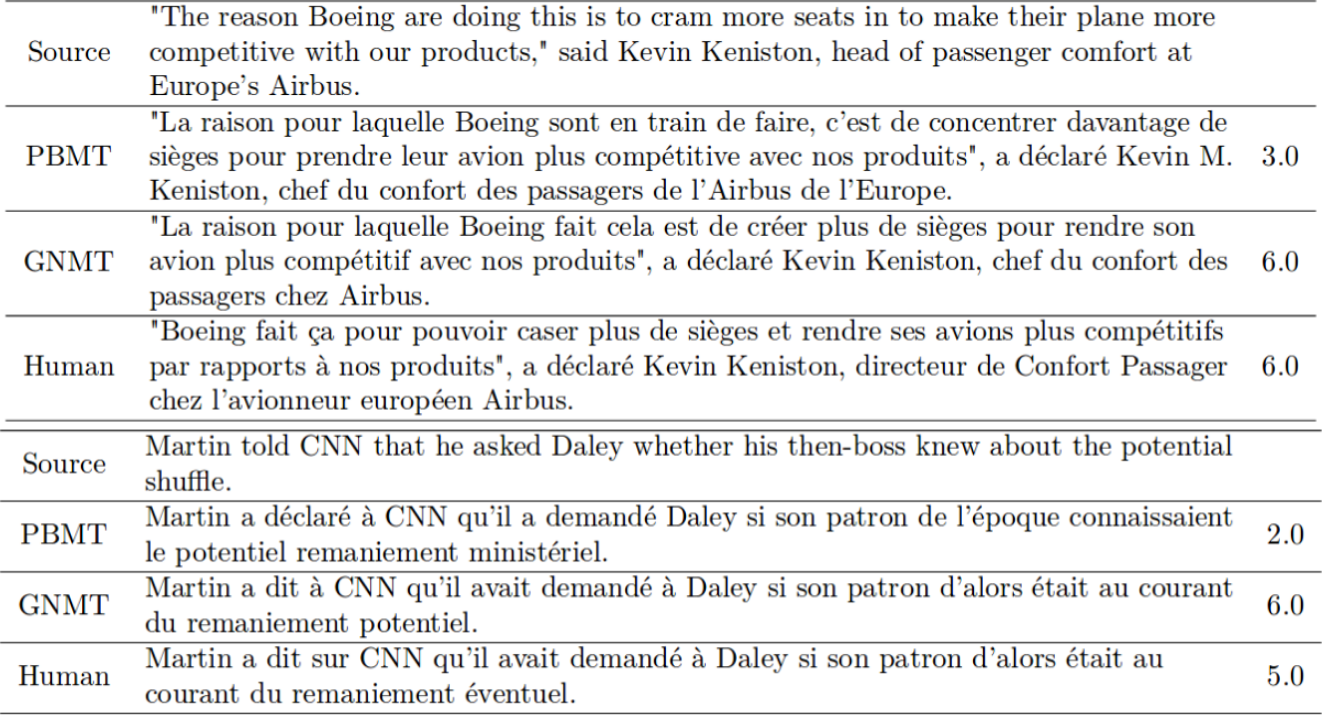 "The reason Boeing are doing this is to cram more seats in to make their plane more
Source competitive with our products," said Kevin Keniston, head of passenger comfort at
Europe's Airbus.
"La raison pour laquelle Boeing sont en train de faire, c'est de concentrer davantage de
PBMT sièges pour prendre leur avion plus compétitive avec nos produits", a déclaré Kevin M. 3.0
Keniston, chef du confort des passagers de l'Airbus de l'Europe.
"La raison pour laquelle Boeing fait cela est de créer plus de sièges pour rendre son
GNMT avion plus compétitif avec nos produits", a déclaré Kevin Keniston, chef du confort des 6.0
passagers chez Airbus.
"Boeing fait ça pour pouvoir caser plus de sièges et rendre ses avions plus compétitifs
Human par rapports à nos produits", a déclaré Kevin Keniston, directeur de Confort Passager 6.0
chez l'avionneur européen Airbus.
Source Martin told CNN that he asked Daley whether his then-boss knew about the potential
shuffle.
PBMT Martin a déclaré à CNN qu'il a demandé Daley si son patron de l'époque connaissaient 2.0
le potentiel remaniement ministériel.
GNMT Martin a dit à CNN qu'il avait demandé à Daley si son patron d'alors était au courant 6.0
du remaniement potentiel.
Human Martin a dit sur CNN qu'il avait demandé à Daley si son patron d'alors était au 5.0
courant du remaniement éventuel.